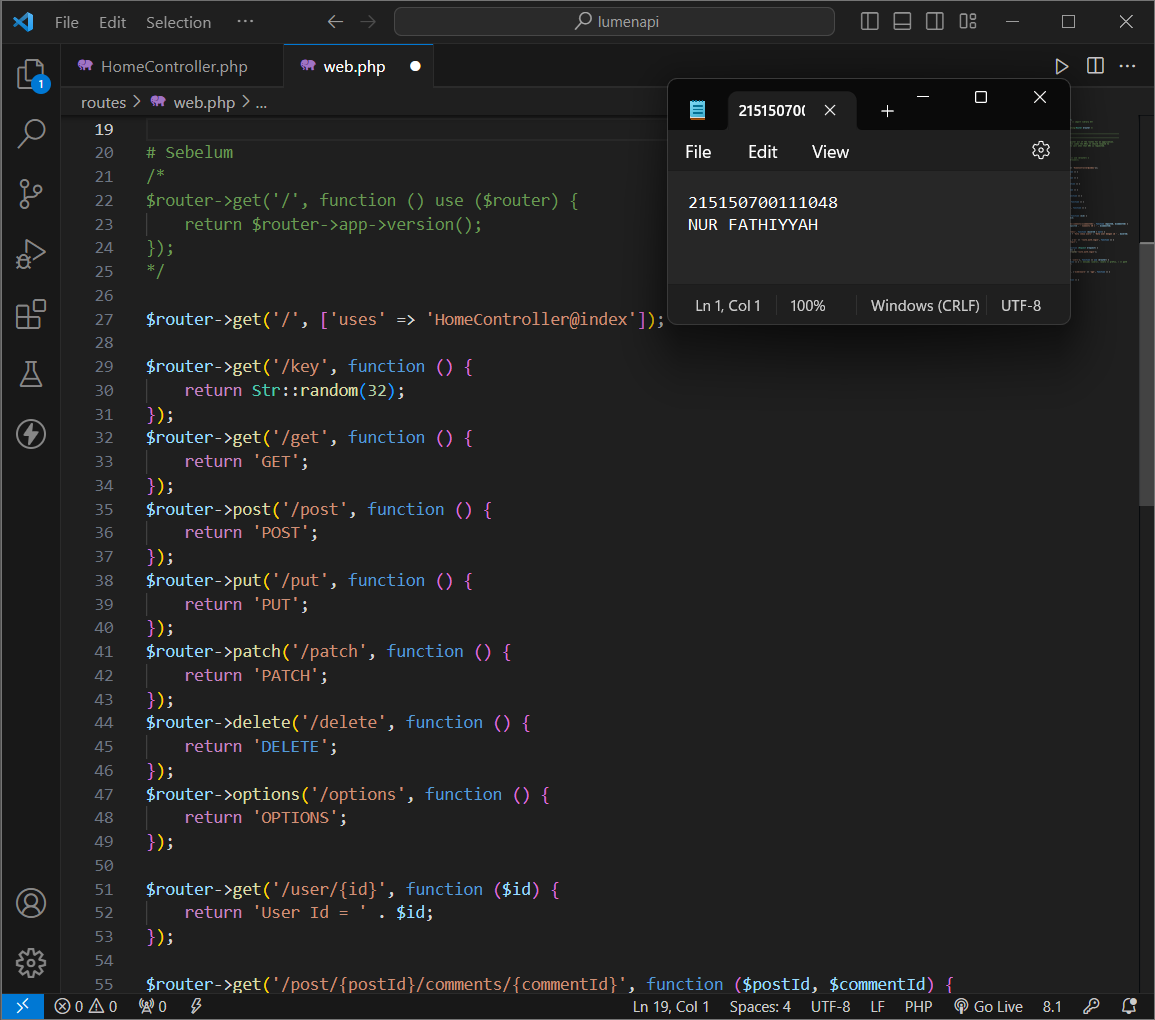 File Edit Selection ··· lumenapi
HomeController.php web.php
routes > web.php > ...
215150700
File Edit View
215150700111048
NUR FATHIYYAH
Ln 1, Col 1 100% Windows (CRLF) UTF-8
1
19
20 # Sebelum
21 /*
22 $router->get('/', function () use ($router) {
23     return $router->app->version();
24 });
25 */
26
27 $router->get('/', ['uses' => 'HomeController@index']);
28
29 $router->get('/key', function () {
30     return Str::random(32);
31 });
32 $router->get('/get', function () {
33     return 'GET';
34 });
35 $router->post('/post', function () {
36     return 'POST';
37 });
38 $router->put('/put', function () {
39     return 'PUT';
40 });
41 $router->patch('/patch', function () {
42     return 'PATCH';
43 });
44 $router->delete('/delete', function () {
45     return 'DELETE';
46 });
47 $router->options('/options', function () {
48     return 'OPTIONS';
49 });
50
51 $router->get('/user/{id}', function ($id) {
52     return 'User Id = ' . $id;
53 });
54
55 $router->get('/post/{postId}/comments/{commentId}', function ($postId, $commentId) {
0 0 0 Ln 19, Col 1 Spaces: 4 UTF-8 LF PHP Go Live 8.1